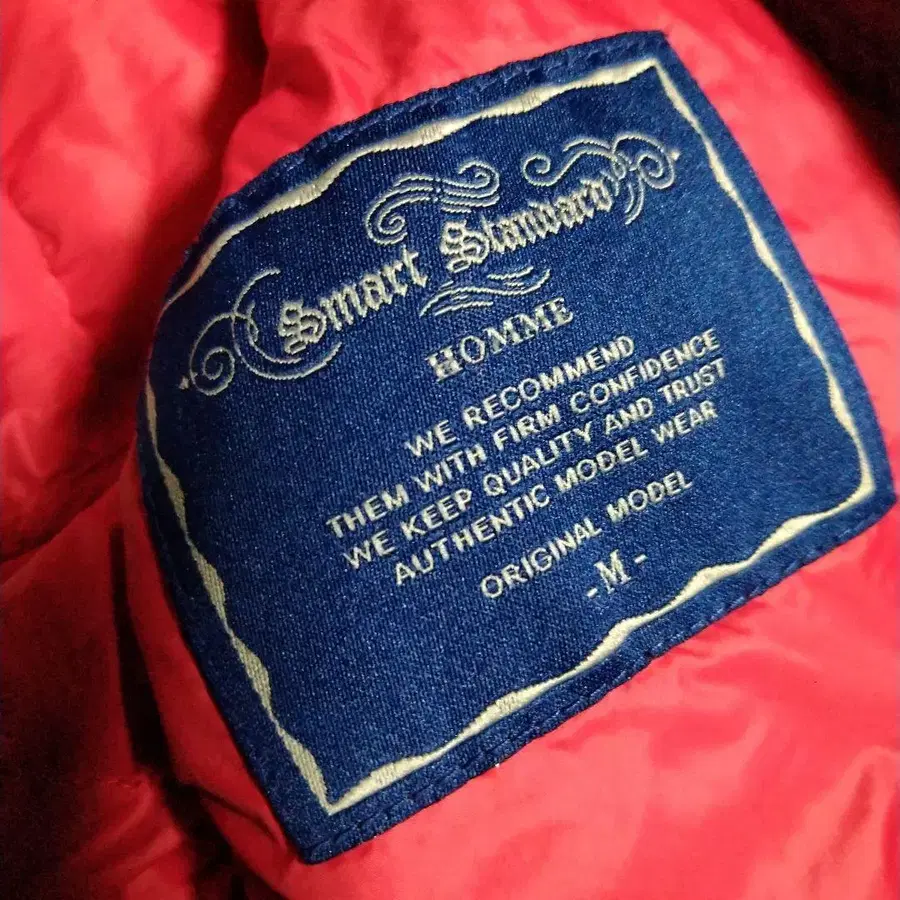 Smart Standard
HOMME
WE RECOMMEND
THEM WITH FIRM CONFIDENCE
WE KEEP QUALITY AND TRUST
AUTHENTIC MODEL WEAR
ORIGINAL MODEL
- M -